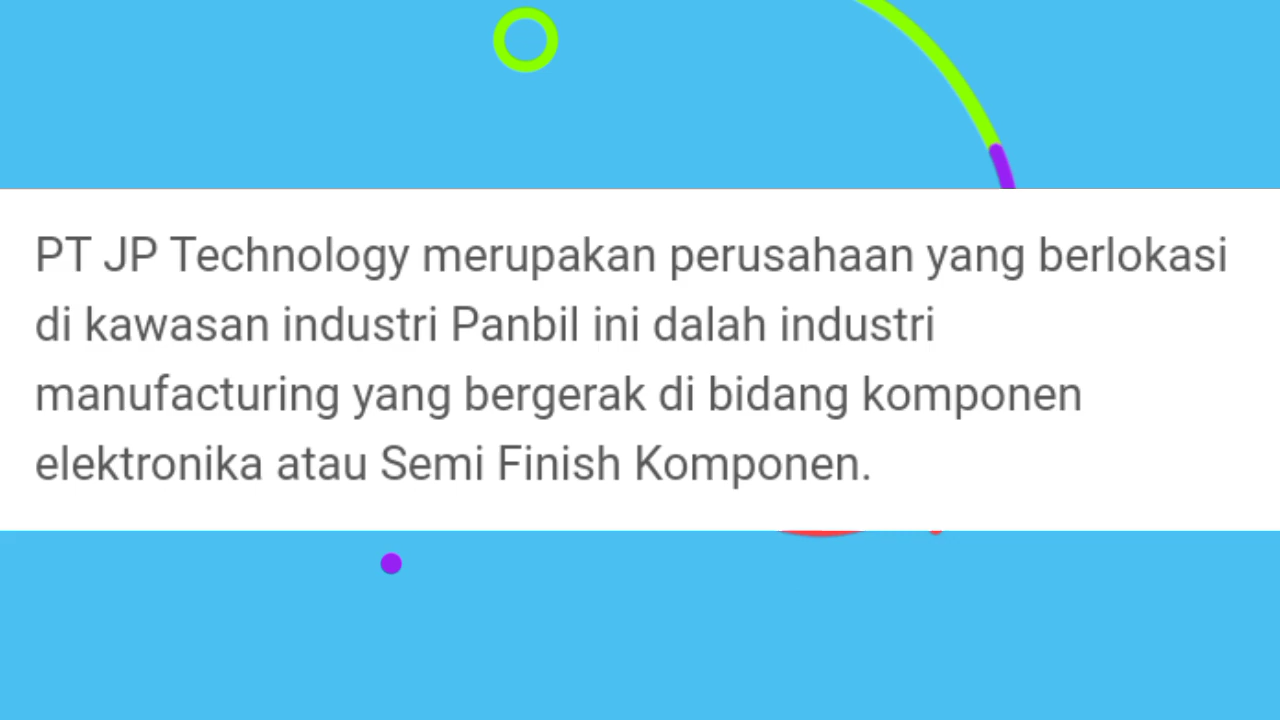 PT JP Technology merupakan perusahaan yang berlokasi
di kawasan industri Panbil ini dalah industri
manufacturing yang bergerak di bidang komponen
elektronika atau Semi Finish Komponen.